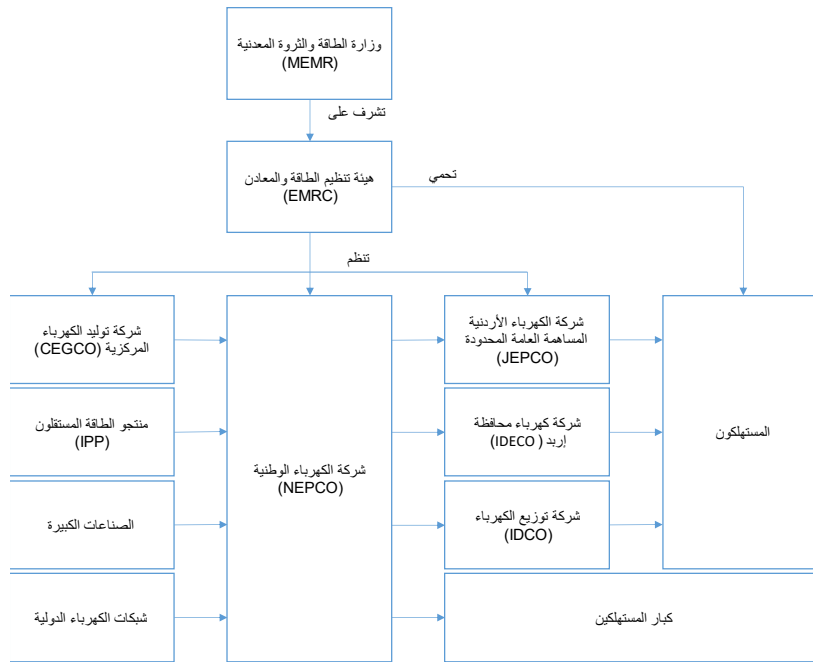 وزارة الطاقة والثروة المعدنية
(MEMR)
تشرف على
هيئة تنظيم الطاقة والمعادن
(EMRC)
تحمي
تنظم
شركة توليد الكهرباء
المركزية (CEGCO)
منتجو الطاقة المستقلون
(IPP)
الصناعات الكبيرة
شبكات الكهرباء الدولية
شركة الكهرباء الوطنية
(NEPCO)
شركة الكهرباء الأردنية
المساهمة العامة المحدودة
(JEPCO)
شركة كهرباء محافظة
إربد ( IDECO)
شركة توزيع الكهرباء
(IDCO)
المستهلكون
كبار المستهلكين